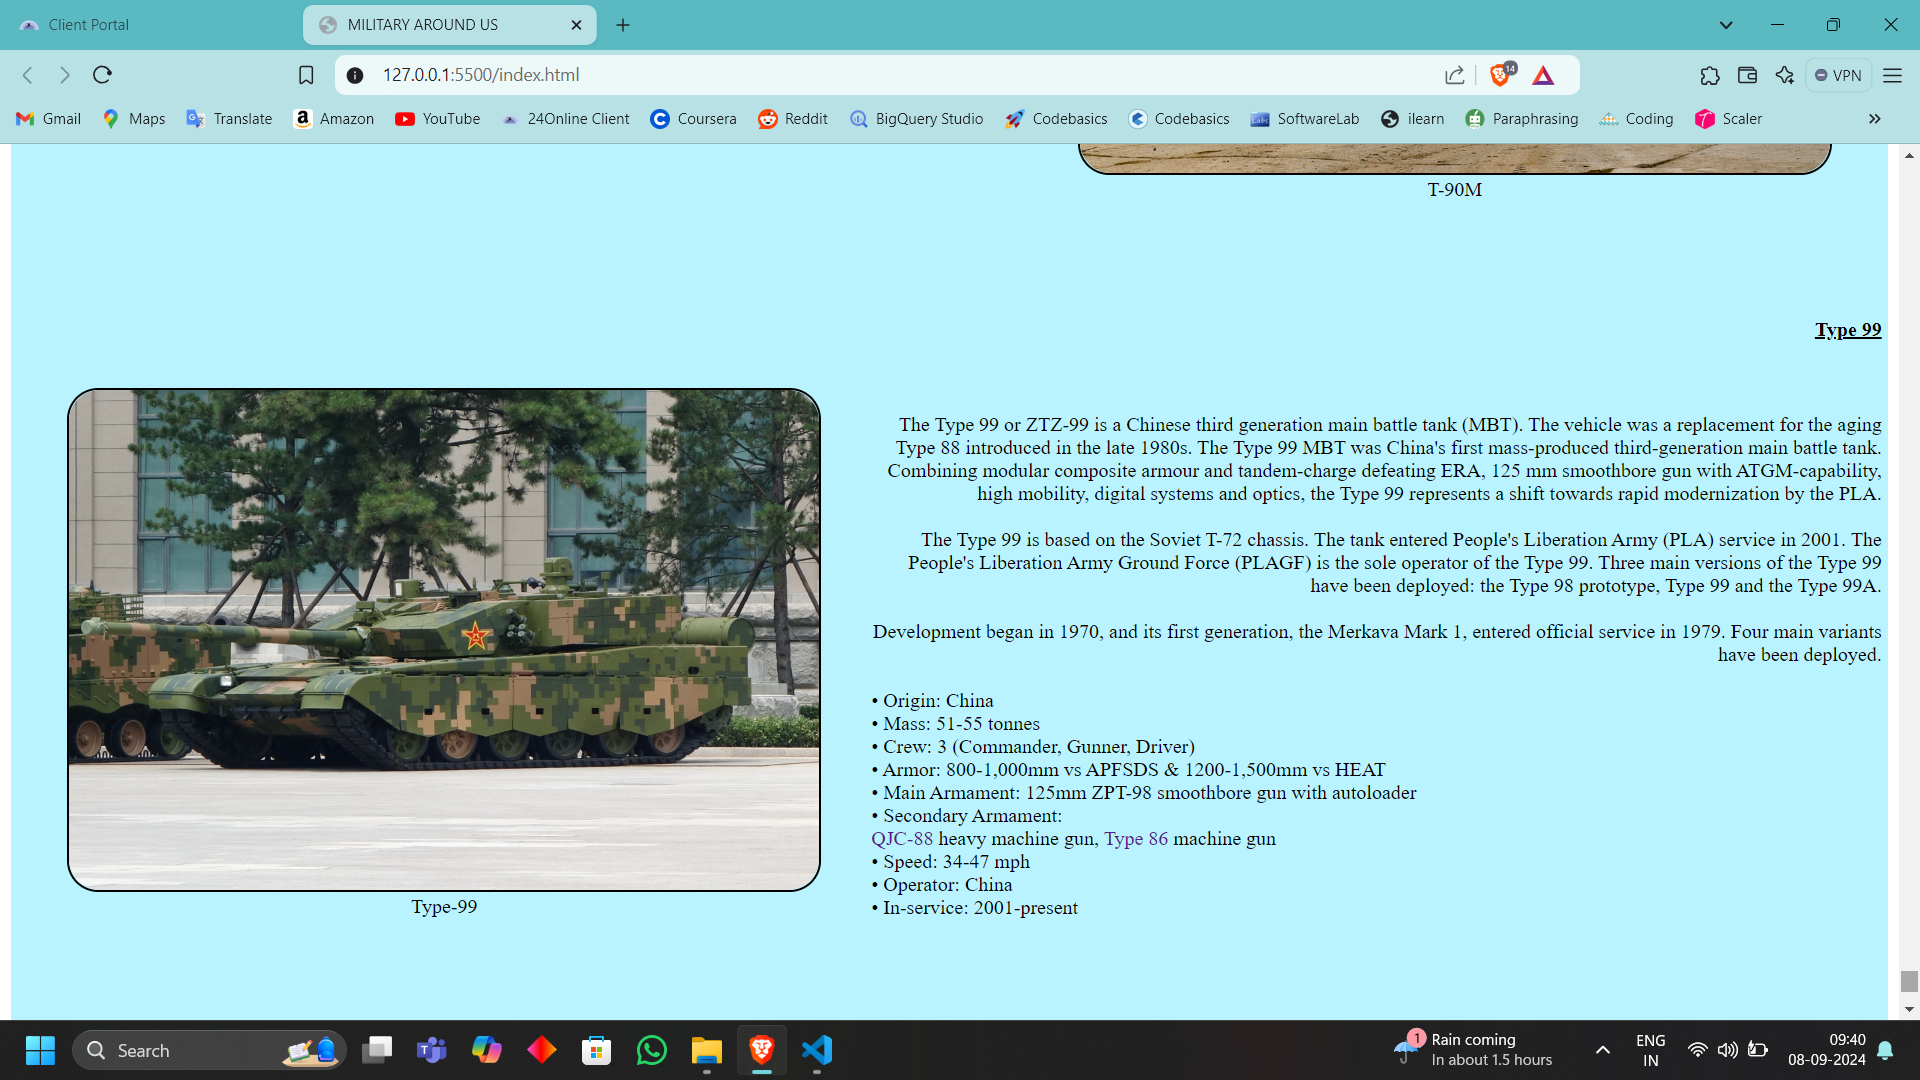 Client Portal
MILITARY AROUND US
127.0.0.1:5500/index.html
14
VPN
Gmail
Maps
Translate
Amazon
YouTube
24Online Client
Coursera
Reddit
BigQuery Studio
Codebasics
Codebasics
Labs
SoftwareLab
ilearn
Paraphrasing
Coding
Scaler
T-90M
Type 99
The Type 99 or ZTZ-99 is a Chinese third generation main battle tank (MBT). The vehicle was a replacement for the aging
Type 88 introduced in the late 1980s. The Type 99 MBT was China's first mass-produced third-generation main battle tank.
Combining modular composite armour and tandem-charge defeating ERA, 125 mm smoothbore gun with ATGM-capability,
high mobility, digital systems and optics, the Type 99 represents a shift towards rapid modernization by the PLA.
The Type 99 is based on the Soviet T-72 chassis. The tank entered People's Liberation Army (PLA) service in 2001. The
People's Liberation Army Ground Force (PLAGF) is the sole operator of the Type 99. Three main versions of the Type 99
have been deployed: the Type 98 prototype, Type 99 and the Type 99A.
Development began in 1970, and its first generation, the Merkava Mark 1, entered official service in 1979. Four main variants
have been deployed.
• Origin: China
• Mass: 51-55 tonnes
• Crew: 3 (Commander, Gunner, Driver)
• Armor: 800-1,000mm vs APFSDS & 1200-1,500mm vs HEAT
• Main Armament: 125mm ZPT-98 smoothbore gun with autoloader
• Secondary Armament:
QJC-88 heavy machine gun, Type 86 machine gun
• Speed: 34-47 mph
• Operator: China
• In-service: 2001-present
Type-99
Search
1
Rain coming
In about 1.5 hours
ENG
IN
09:40
08-09-2024